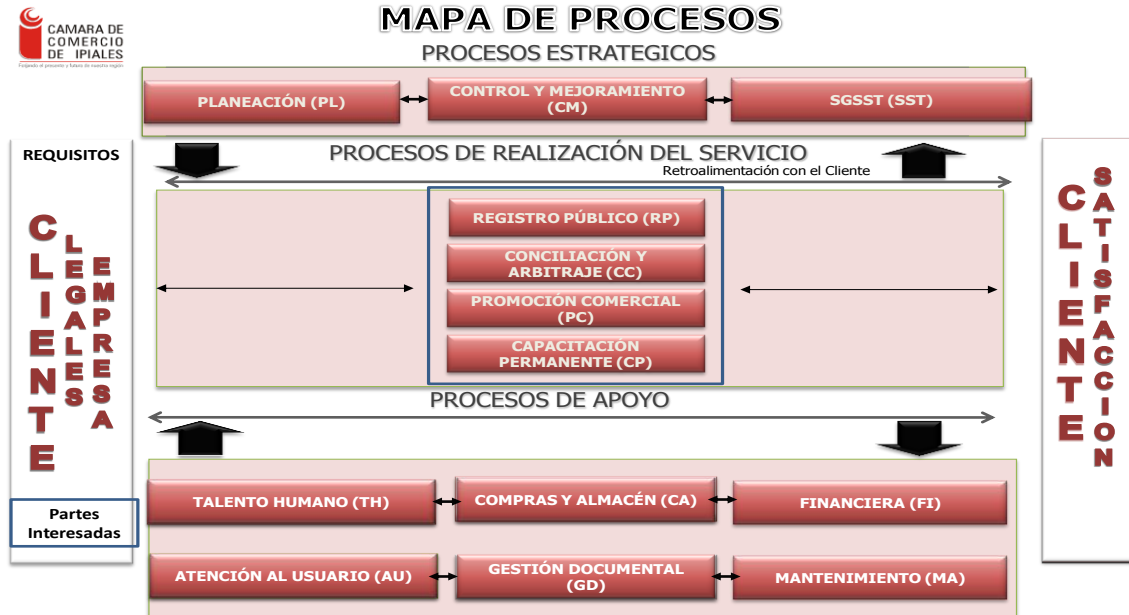 CAMARA DE
COMERCIO
DE IPIALES
MAPA DE PROCESOS
PROCESOS ESTRATEGICOS
PLANEACIÓN (PL)
CONTROL Y MEJORAMIENTO
(CM)
SGSST (SST)
REQUISITOS
CLIENTE
LEGALES
EMPRESA
Partes
Interesadas
PROCESOS DE REALIZACIÓN DEL SERVICIO
Retroalimentación con el Cliente
REGISTRO PÚBLICO (RP)
CONCILIACIÓN Y
ARBITRAJE (CC)
PROMOCIÓN COMERCIAL
(PC)
CAPACITACIÓN
PERMANENTE (CP)
PROCESOS DE APOYO
TALENTO HUMANO (TH)
COMPRAS Y ALMACÉN (CA)
FINANCIERA (FI)
ATENCIÓN AL USUARIO (AU)
GESTIÓN DOCUMENTAL
(GD)
MANTENIMIENTO (MA)
CLIENTE
SATISFACCION